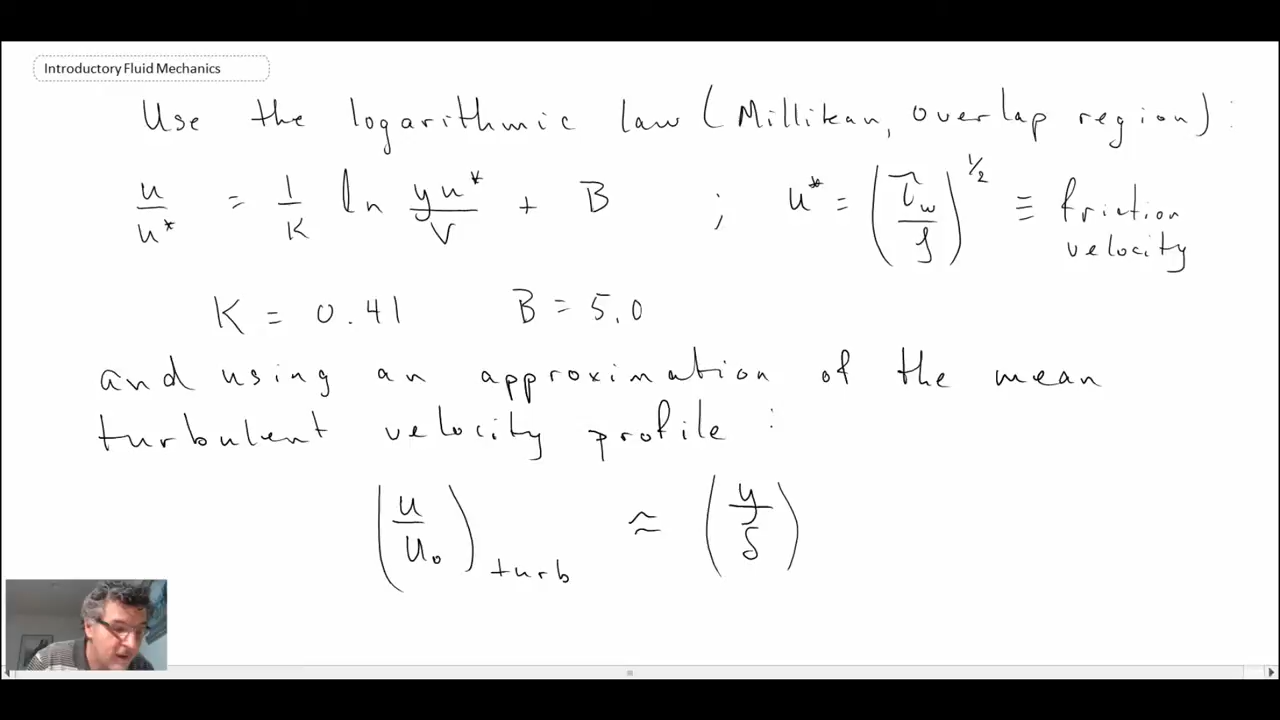 Introductory Fluid Mechanics
Use the logarithmic law (Millikan, overlap region) :
u/u* = 1/K ln yu*/ν + B ; u* = (τw/ρ)^1/2 ≡ friction velocity
K = 0.41 B = 5.0
and using an approximation of the mean
turbulent velocity profile :
(u/u₀)turb ≈ (y/δ)